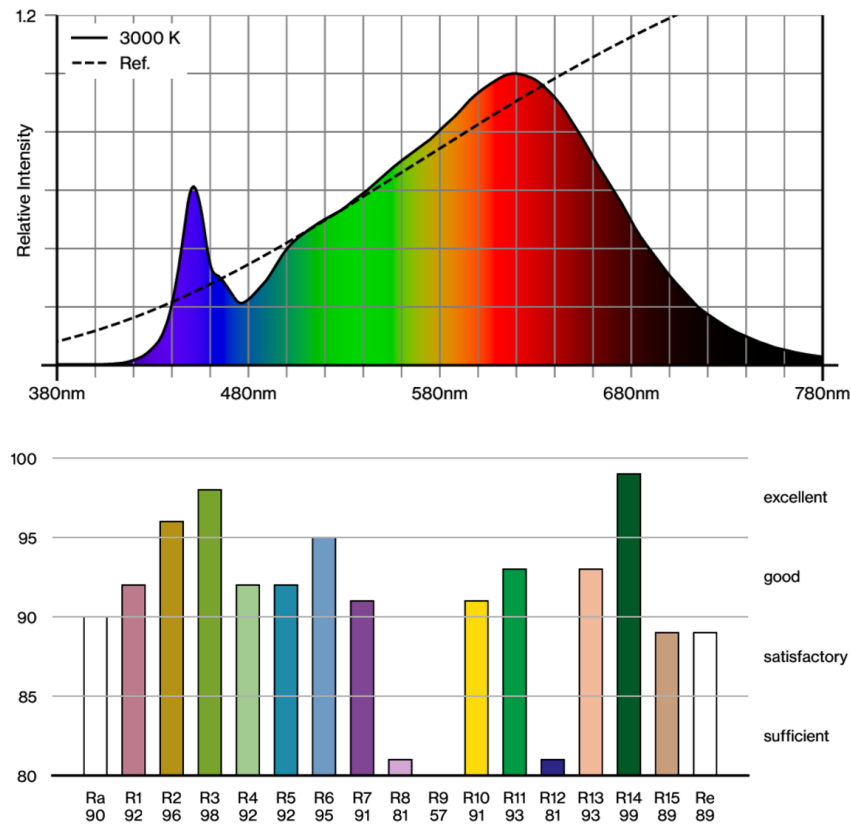 1.2
3000 K
Ref.
Relative Intensity
380nm 480nm 580nm 680nm 780nm
100
excellent
95
good
90
satisfactory
85
sufficient
80
Ra R1 R2 R3 R4 R5 R6 R7 R8 R9 R10 R11 R12 R13 R14 R15 Re
90 92 96 98 92 92 95 91 81 57 91 93 81 93 99 89 89